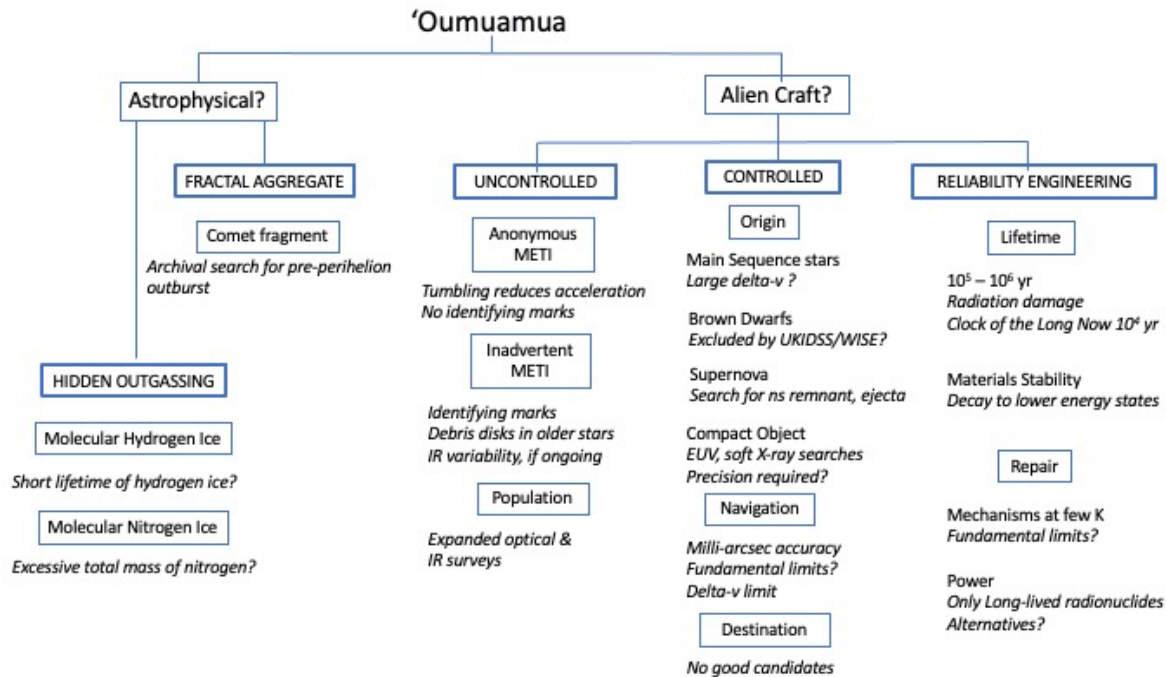 ‘Oumuamua
Astrophysical?
FRACTAL AGGREGATE
Comet fragment
Archival search for pre-perihelion
outburst
HIDDEN OUTGASSING
Molecular Hydrogen Ice
Short lifetime of hydrogen ice?
Molecular Nitrogen Ice
Excessive total mass of nitrogen?
Alien Craft?
UNCONTROLLED
Anonymous
METI
Tumbling reduces acceleration
No identifying marks
Inadvertent
METI
Identifying marks
Debris disks in older stars
IR variability, if ongoing
Population
Expanded optical &
IR surveys
CONTROLLED
Origin
Main Sequence stars
Large delta-v ?
Brown Dwarfs
Excluded by UKIDSS/WISE?
Supernova
Search for ns remnant, ejecta
Compact Object
EUV, soft X-ray searches
Precision required?
Navigation
Milli-arcsec accuracy
Fundamental limits?
Delta-v limit
Destination
No good candidates
RELIABILITY ENGINEERING
Lifetime
10⁵ – 10⁶ yr
Radiation damage
Clock of the Long Now 10⁴ yr
Materials Stability
Decay to lower energy states
Repair
Mechanisms at few K
Fundamental limits?
Power
Only Long-lived radionuclides
Alternatives?